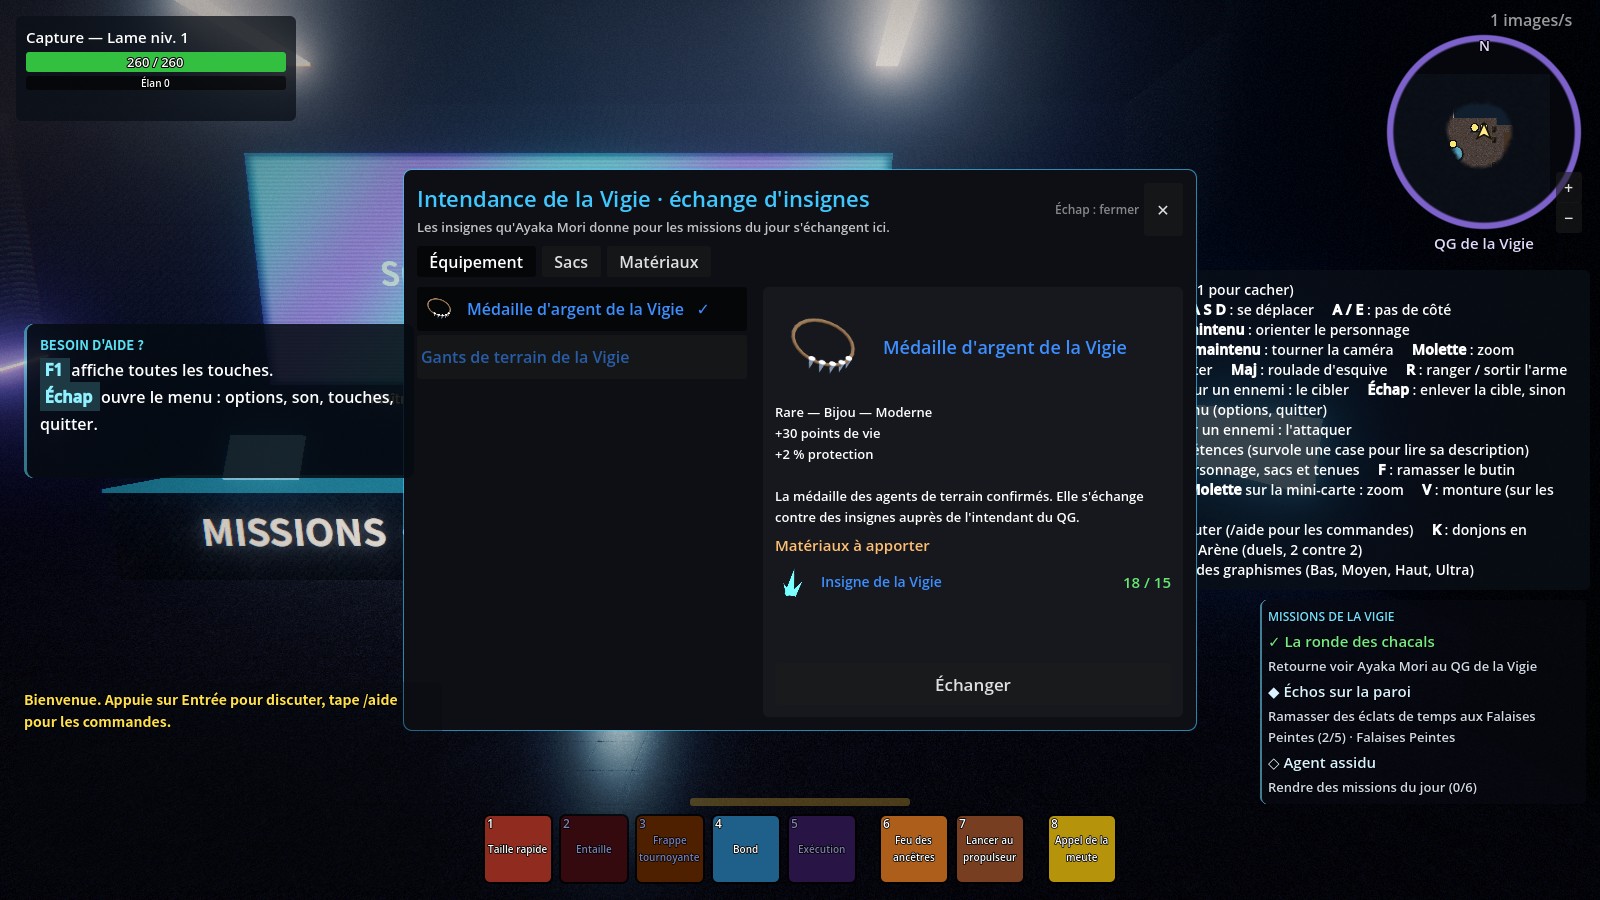 Capture — Lame niv. 1
260 / 260
Élan 0
1 images/s
N
+
−
QG de la Vigie
Intendance de la Vigie · échange d'insignes
Les insignes qu'Ayaka Mori donne pour les missions du jour s'échangent ici.
Échap : fermer ✕
Équipement Sacs Matériaux
Médaille d'argent de la Vigie ✓
Gants de terrain de la Vigie
Médaille d'argent de la Vigie
Rare — Bijou — Moderne
+30 points de vie
+2 % protection
La médaille des agents de terrain confirmés. Elle s'échange
contre des insignes auprès de l'intendant du QG.
Matériaux à apporter
Insigne de la Vigie 18 / 15
Échanger
BESOIN D'AIDE ?
F1 affiche toutes les touches.
Échap ouvre le menu : options, son, touches,
quitter.
MISSIONS
Bienvenue. Appuie sur Entrée pour discuter, tape /aide
pour les commandes.
1 pour cacher)
S D : se déplacer A / E : pas de côté
: orienter le personnage
maintenu : tourner la caméra Molette : zoom
Maj : roulade d'esquive R : ranger / sortir l'arme
ur un ennemi : le cibler Échap : enlever la cible, sinon
(options, quitter)
un ennemi : l'attaquer
(survole une case pour lire sa description)
sacs et tenues F : ramasser le butin
Molette sur la mini-carte : zoom V : monture (sur les
(/aide pour les commandes) K : donjons en
Arène (duels, 2 contre 2)
des graphismes (Bas, Moyen, Haut, Ultra)
MISSIONS DE LA VIGIE
✓ La ronde des chacals
Retourne voir Ayaka Mori au QG de la Vigie
◆ Échos sur la paroi
Ramasser des éclats de temps aux Falaises
Peintes (2/5) · Falaises Peintes
◇ Agent assidu
Rendre des missions du jour (0/6)
1 Taille rapide
2 Entaille
3 Frappe
tournoyante
4 Bond
5 Exécution
6 Feu des
ancêtres
7 Lancer au
propulseur
8 Appel de la
meute